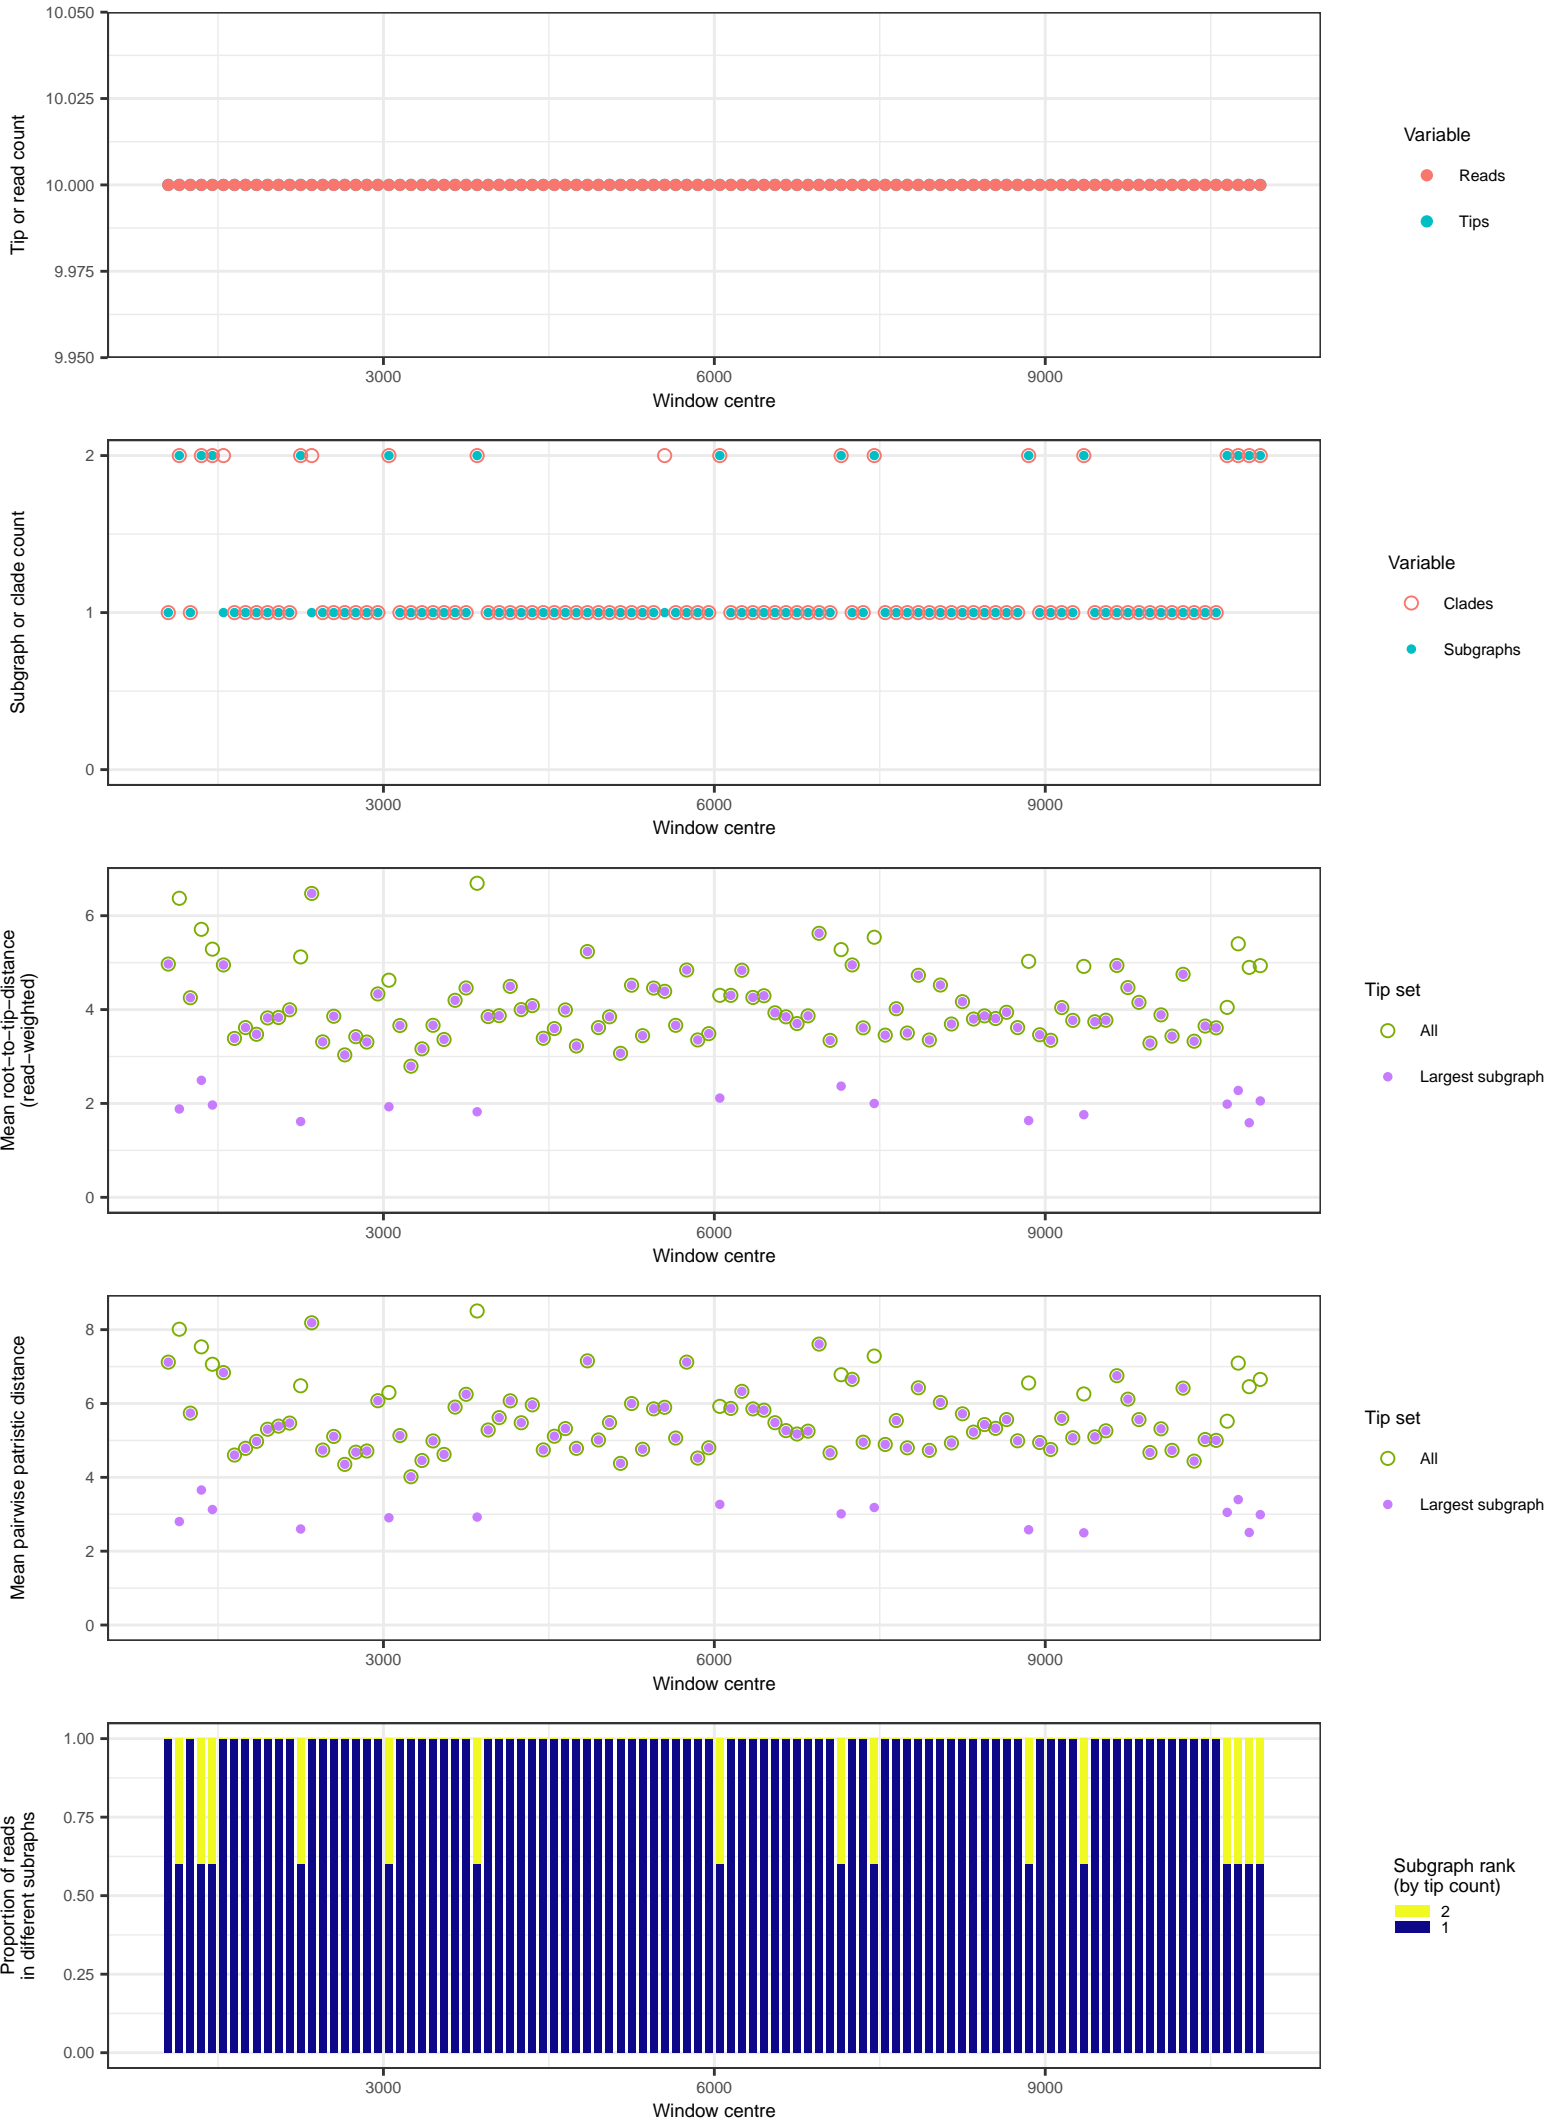 10.050
10.025
10.000
9.975
9.950
Tip or read count
3000 6000 9000
Window centre
Variable
Reads
Tips
2
1
0
Subgraph or clade count
3000 6000 9000
Window centre
Variable
Clades
Subgraphs
6
4
2
0
Mean root−to−tip−distance
(read−weighted)
3000 6000 9000
Window centre
Tip set
All
Largest subgraph
8
6
4
2
0
Mean pairwise patristic distance
3000 6000 9000
Window centre
Tip set
All
Largest subgraph
1.00
0.75
0.50
0.25
0.00
Proportion of reads
in different subraphs
3000 6000 9000
Window centre
Subgraph rank
(by tip count)
2
1